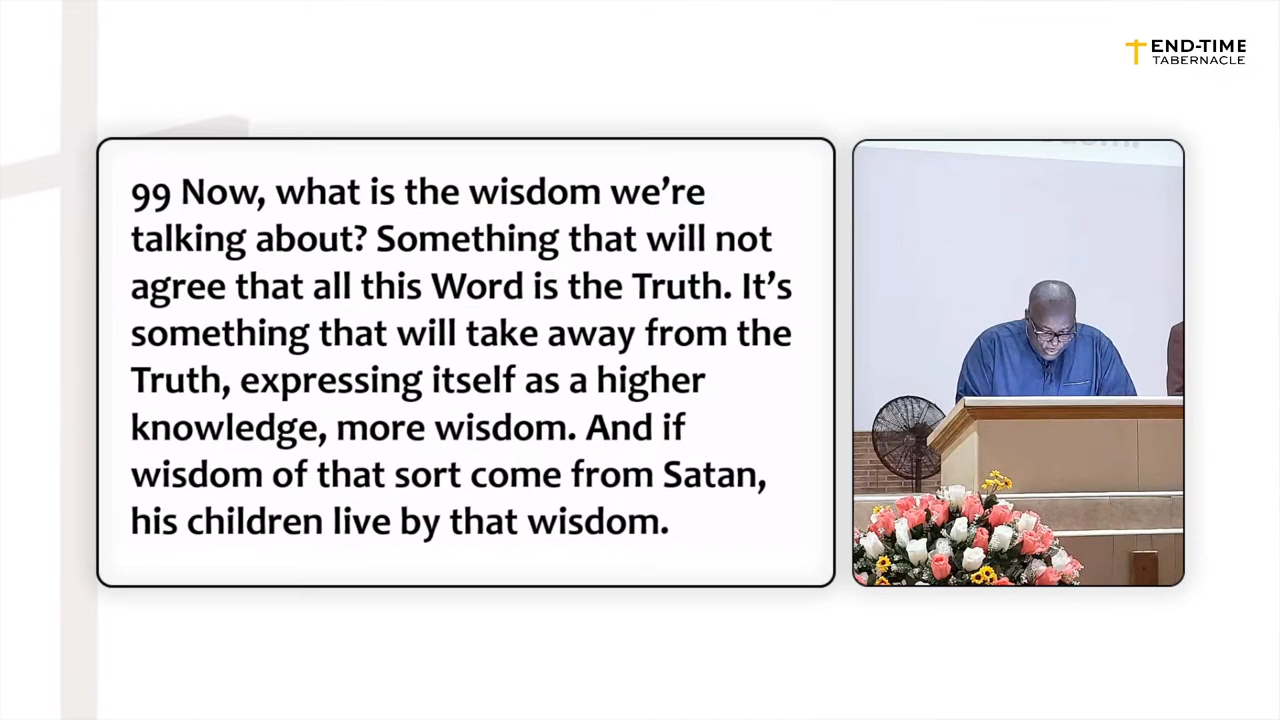 END-TIME
TABERNACLE
99 Now, what is the wisdom we’re
talking about? Something that will not
agree that all this Word is the Truth. It’s
something that will take away from the
Truth, expressing itself as a higher
knowledge, more wisdom. And if
wisdom of that sort come from Satan,
his children live by that wisdom.